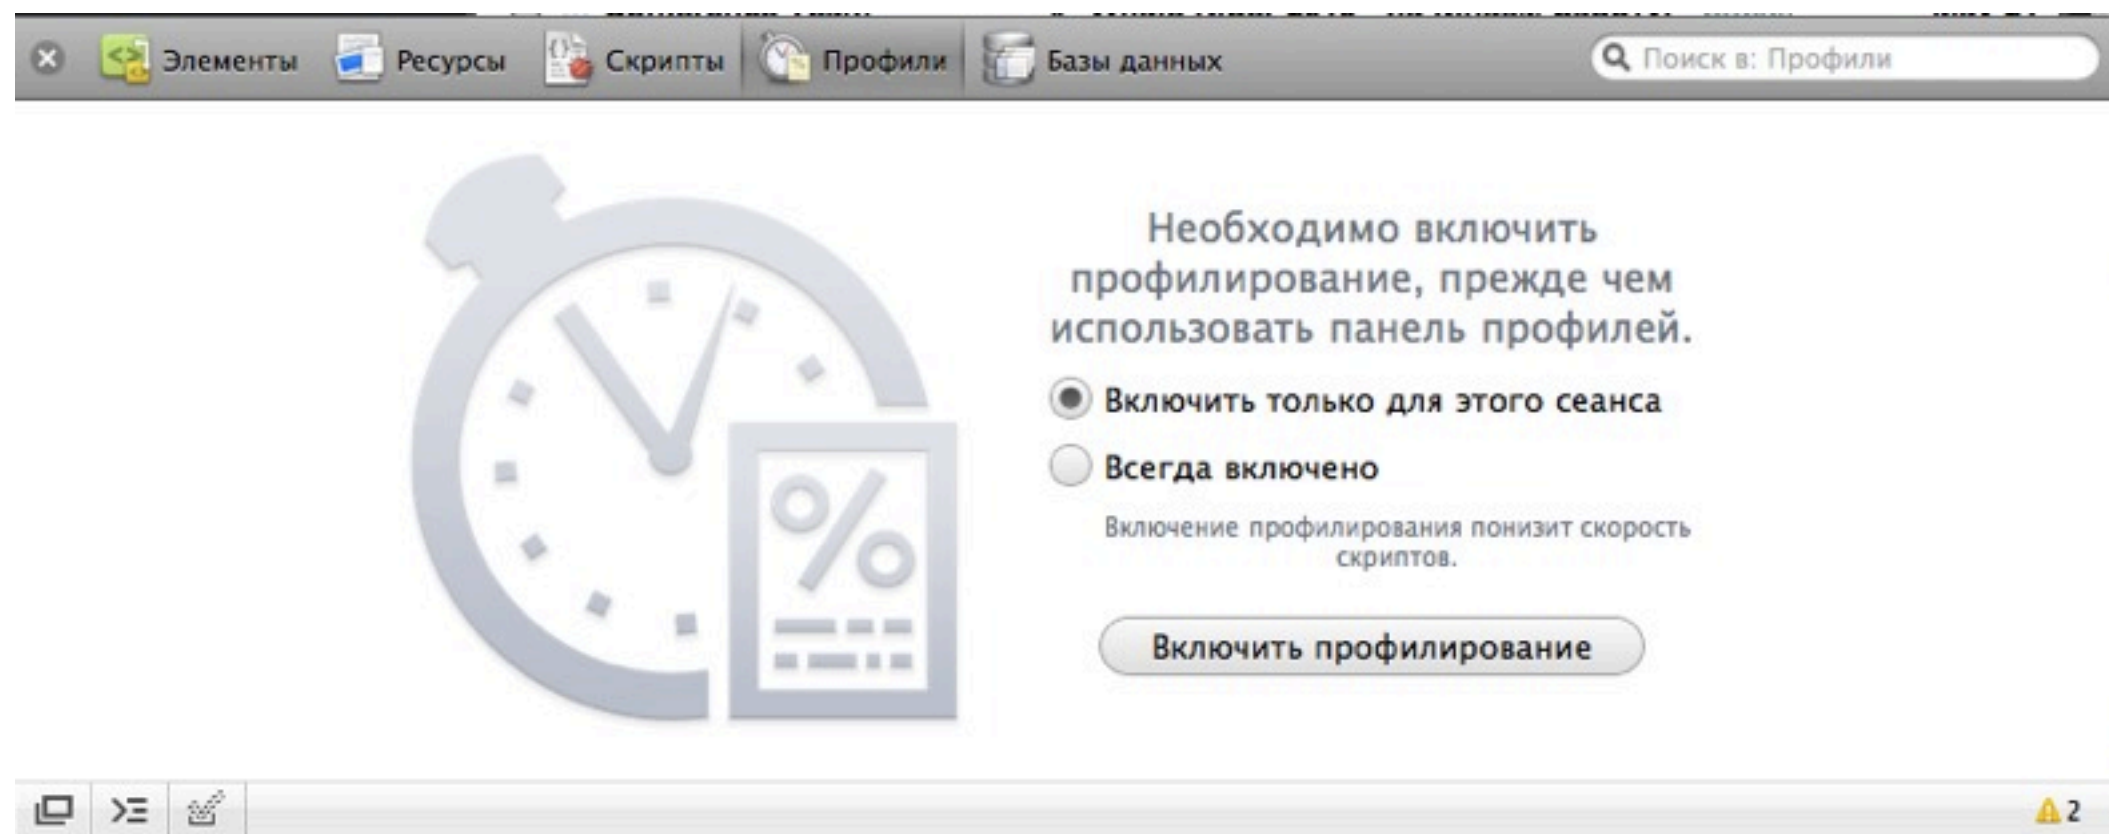 Элементы Ресурсы Скрипты Профили Базы данных Поиск в: Профили
Необходимо включить
профилирование, прежде чем
использовать панель профилей.
Включить только для этого сеанса
Всегда включено
Включение профилирования понизит скорость
скриптов.
%
Включить профилирование
2